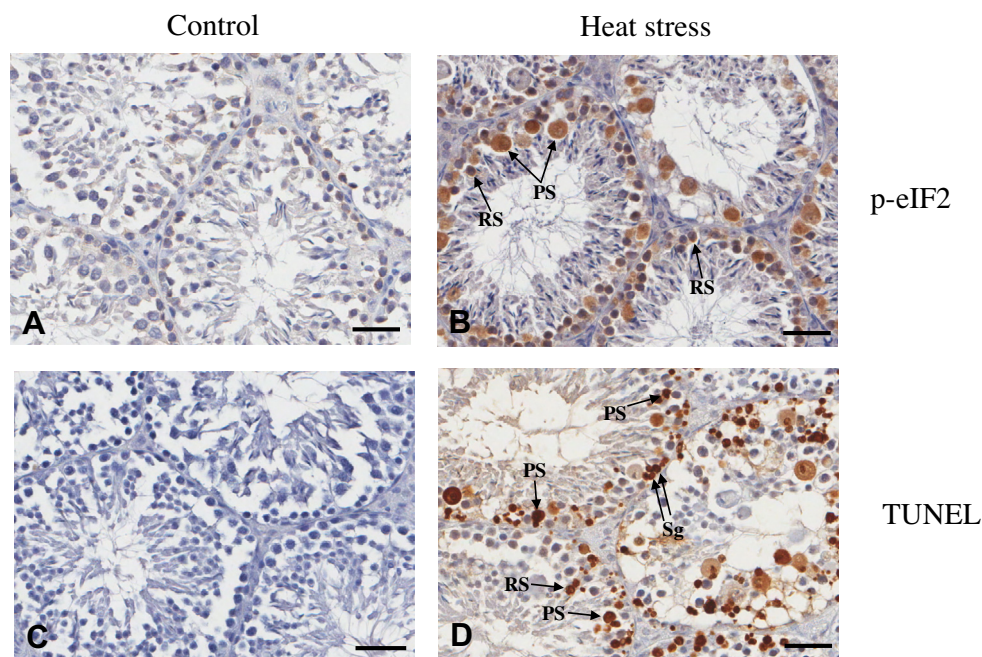 Control
Heat stress
PS
RS
RS
A
B
p-eIF2
PS
PS
Sg
RS
PS
C
D
TUNEL